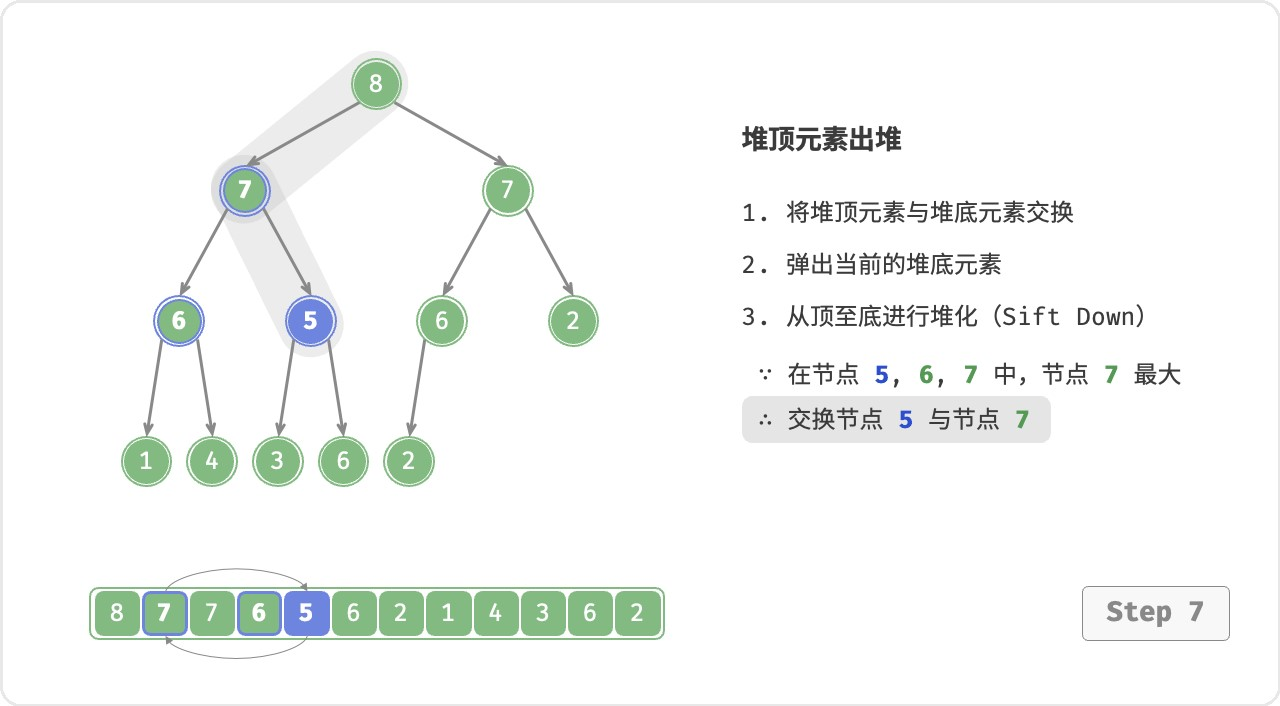 8
堆顶元素出堆
7 7
1. 将堆顶元素与堆底元素交换
2. 弹出当前的堆底元素
6 5 6 2
3. 从顶至底进行堆化（Sift Down）
∵ 在节点 5, 6, 7 中，节点 7 最大
∴ 交换节点 5 与节点 7
1 4 3 6 2
8 7 7 6 5 6 2 1 4 3 6 2
Step 7